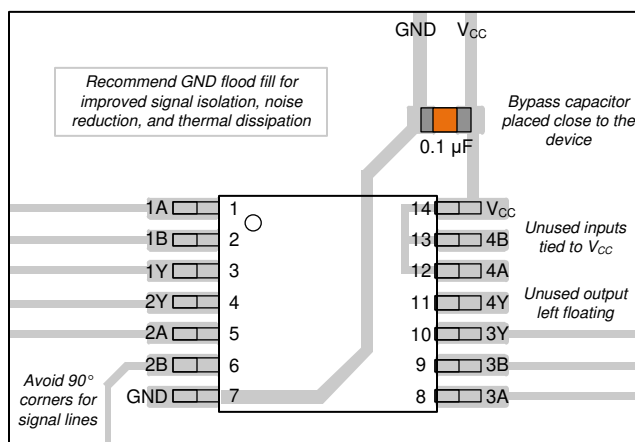 GND VCC
Recommend GND flood fill for
improved signal isolation, noise
reduction, and thermal dissipation
Bypass capacitor
placed close to the
device
0.1 µF
1A 1 14 VCC
1B 2 13 4B
1Y 3 12 4A
2Y 4 11 4Y
2A 5 10 3Y
2B 6 9 3B
GND 7 8 3A
Unused inputs
tied to VCC
Unused output
left floating
Avoid 90°
corners for
signal lines